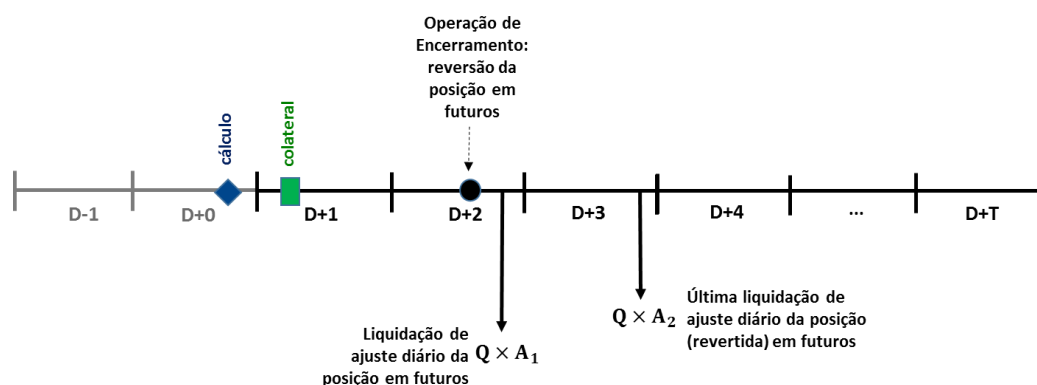 Operação de
Encerramento:
reversão da
posição em
futuros
cálculo
colateral
D-1
D+0
D+1
D+2
D+3
D+4
...
D+T
Liquidação de
ajuste diário da
posição em futuros
Q × A₁
Q × A₂
Última liquidação de
ajuste diário da posição
(revertida) em futuros